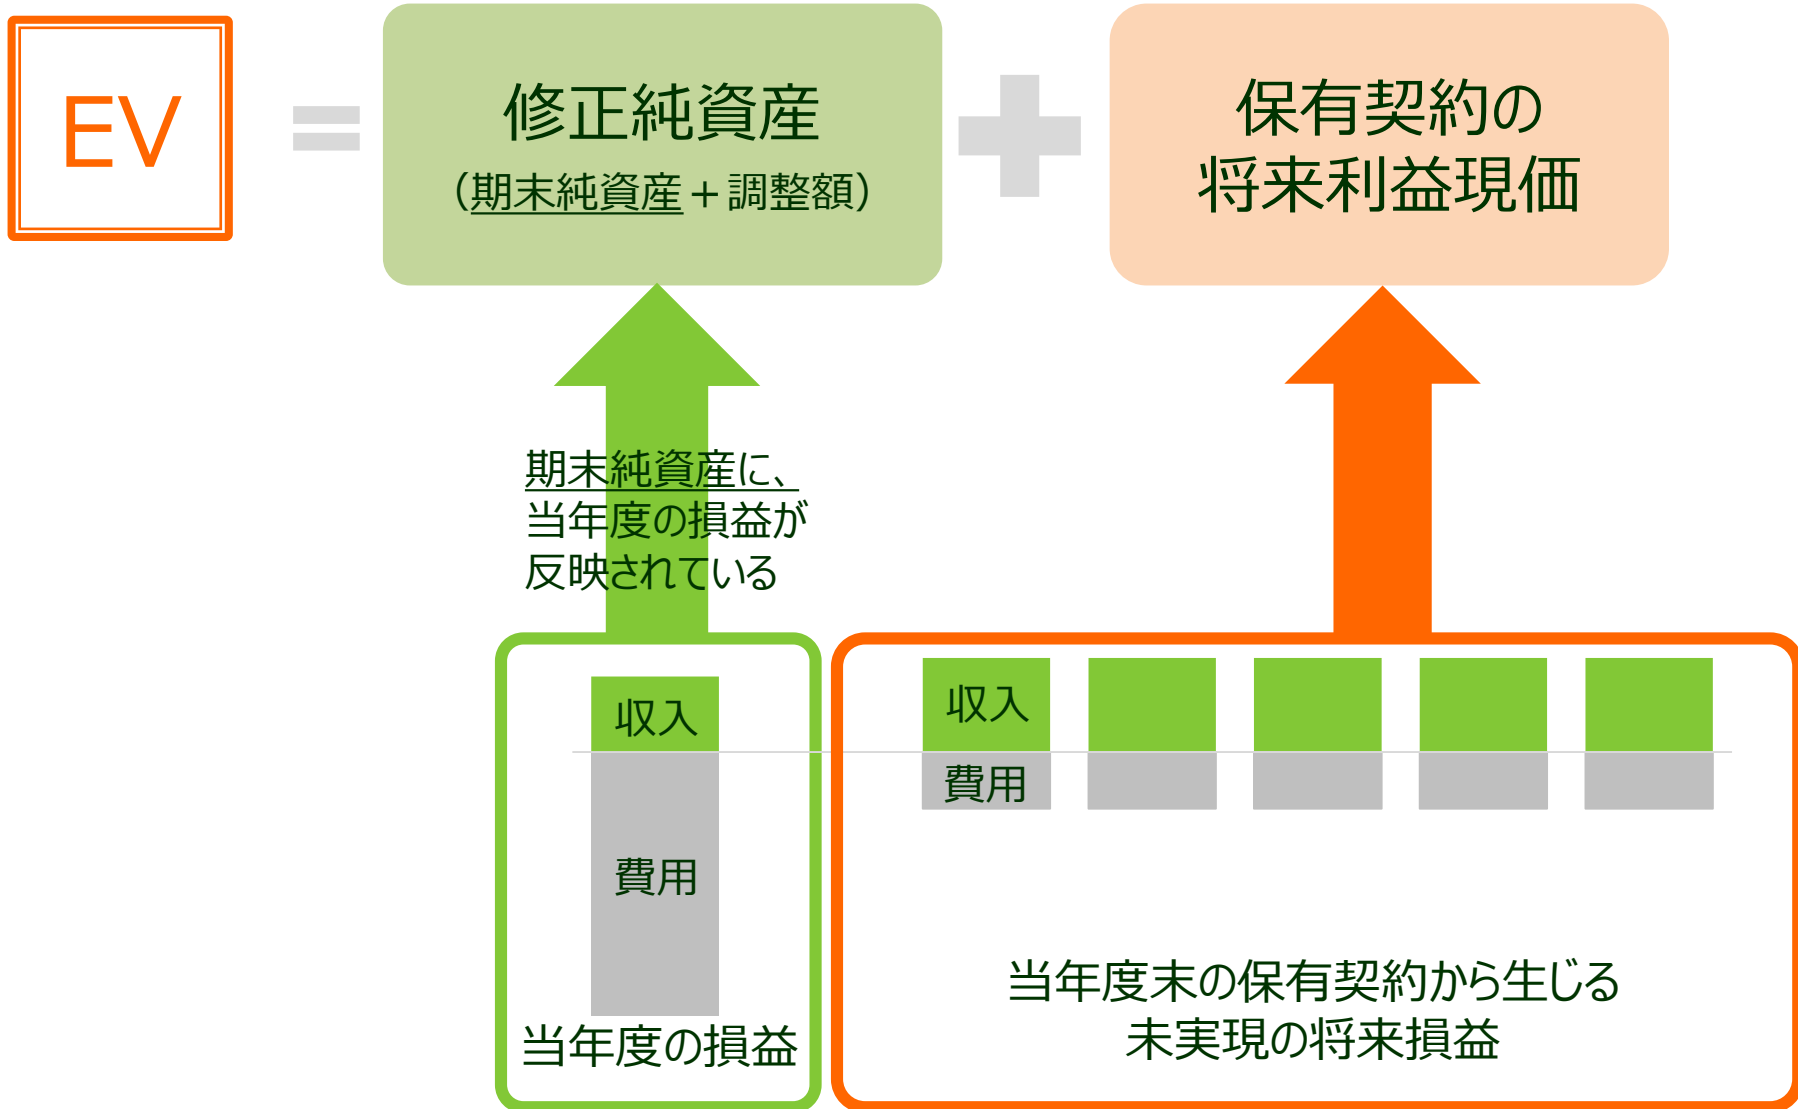 EV
=
修正純資産
(期末純資産+調整額)
保有契約の
将来利益現価
期末純資産に、
当年度の損益が
反映されている
収入
費用
当年度の損益
収入
費用
当年度末の保有契約から生じる
未実現の将来損益